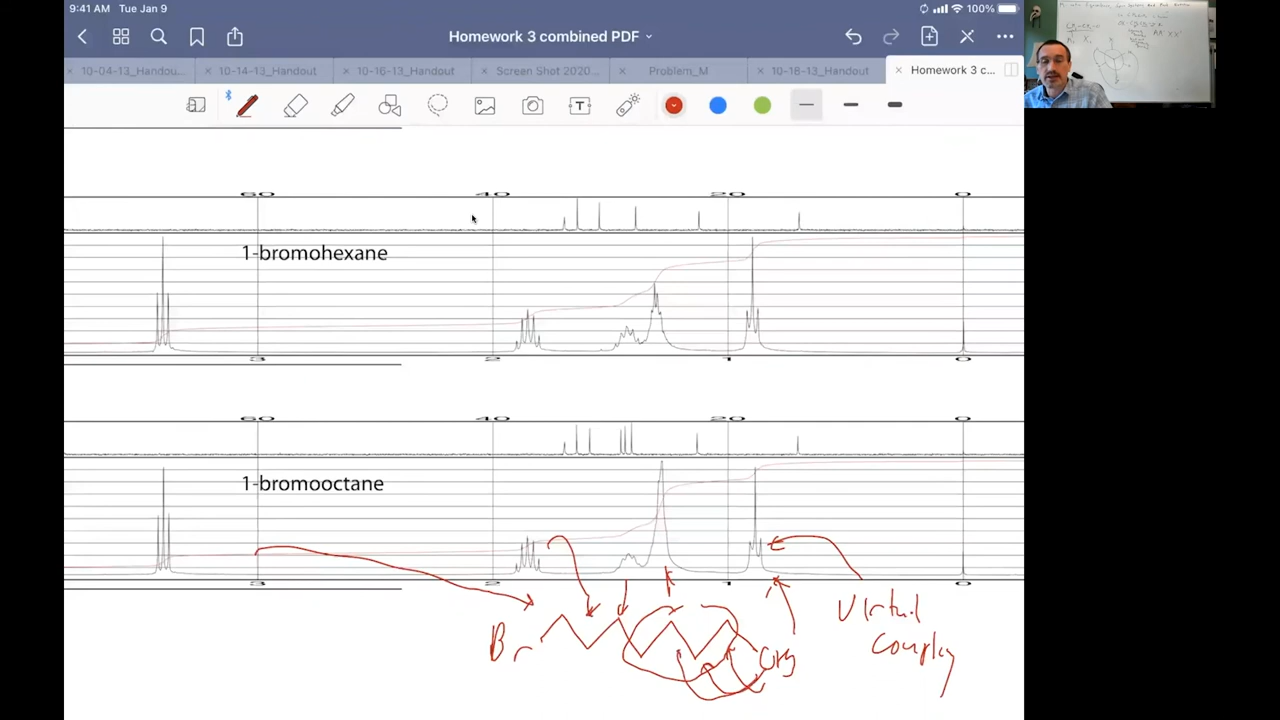 9:41 AM Tue Jan 9
100%
Homework 3 combined PDF
10-04-13_Handou...
10-14-13_Handout
10-16-13_Handout
Screen Shot 2020...
Problem_M
10-18-13_Handout
Homework 3 c...
T
60 40 20 0
1-bromohexane
3 2 1 0
60 40 20 0
1-bromooctane
3 2 1 0
Br
CH3
Virtual
Coupling